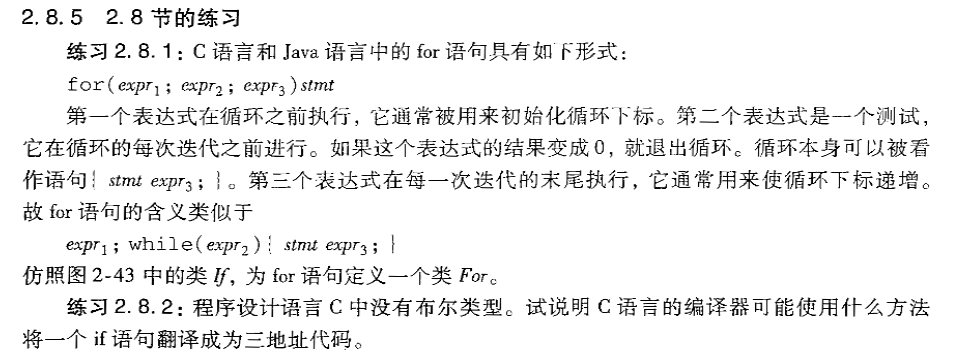 2.8.5 2.8 节的练习
练习 2.8.1：C 语言和 Java 语言中的 for 语句具有如下形式：
for(expr₁；expr₂；expr₃)stmt
第一个表达式在循环之前执行，它通常被用来初始化循环下标。第二个表达式是一个测试，
它在循环的每次迭代之前进行。如果这个表达式的结果变成 0，就退出循环。循环本身可以被看
作语句{ stmt expr₃；}。第三个表达式在每一次迭代的末尾执行，它通常用来使循环下标递增。
故 for 语句的含义类似于
expr₁；while(expr₂){ stmt expr₃；}
仿照图 2-43 中的类 If，为 for 语句定义一个类 For。
练习 2.8.2：程序设计语言 C 中没有布尔类型。试说明 C 语言的编译器可能使用什么方法
将一个 if 语句翻译成为三地址代码。